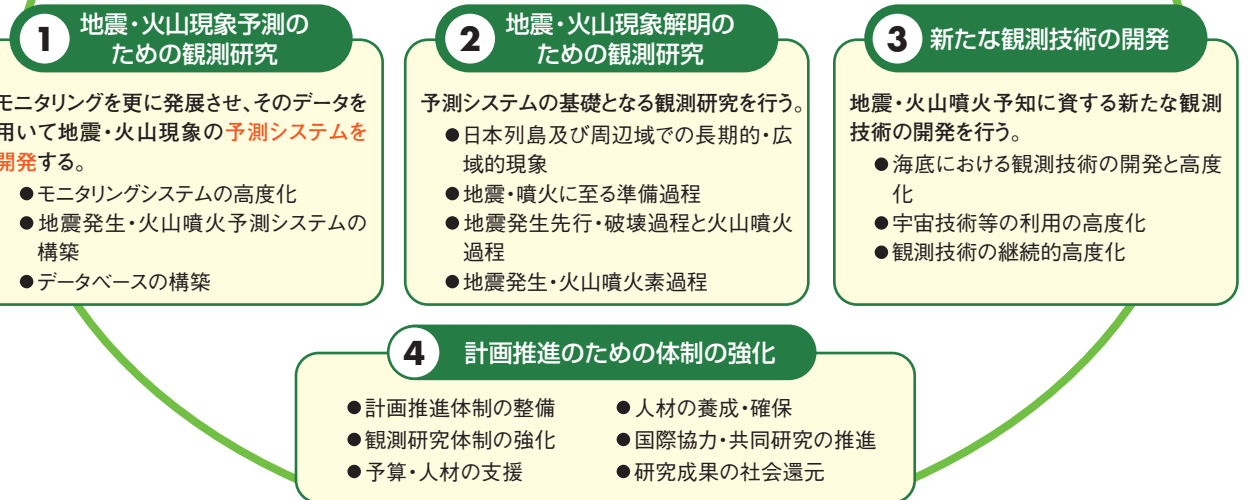 1 地震・火山現象予測の
ための観測研究
モニタリングを更に発展させ、そのデータを
用いて地震・火山現象の予測システムを
開発する。
●モニタリングシステムの高度化
●地震発生・火山噴火予測システムの
構築
●データベースの構築
2 地震・火山現象解明の
ための観測研究
予測システムの基礎となる観測研究を行う。
●日本列島及び周辺域での長期的・広
域的現象
●地震・噴火に至る準備過程
●地震発生先行・破壊過程と火山噴火
過程
●地震発生・火山噴火素過程
3 新たな観測技術の開発
地震・火山噴火予知に資する新たな観測
技術の開発を行う。
●海底における観測技術の開発と高度
化
●宇宙技術等の利用の高度化
●観測技術の継続的高度化
4 計画推進のための体制の強化
●計画推進体制の整備
●観測研究体制の強化
●予算・人材の支援
●人材の養成・確保
●国際協力・共同研究の推進
●研究成果の社会還元